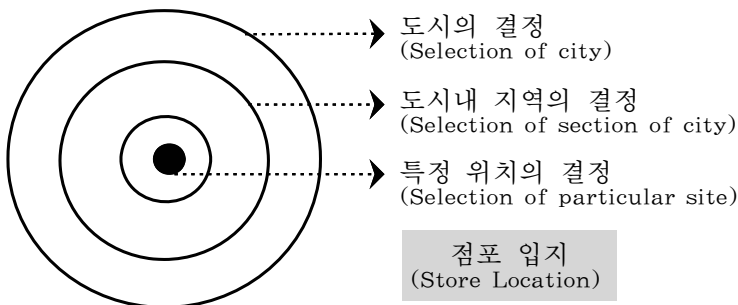 도시의 결정
(Selection of city)
도시내 지역의 결정
(Selection of section of city)
특정 위치의 결정
(Selection of particular site)
점포 입지
(Store Location)